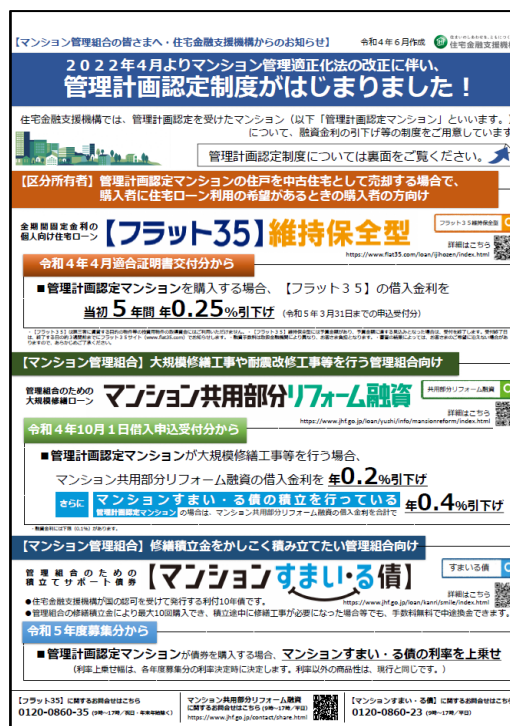 【マンション管理組合の皆さまへ・住宅金融支援機構からのお知らせ】 令和4年6月作成
住宅金融支援機
2022年4月よりマンション管理適正化法の改正に伴い、
管理計画認定制度がはじまりました！
住宅金融支援機構では、管理計画認定を受けたマンション（以下「管理計画認定マンション」といいます。）
について、融資金利の引下げ等の制度をご用意しています
管理計画認定制度については裏面をご覧ください。
【区分所有者】管理計画認定マンションの住戸を中古住宅として売却する場合で、
購入者に住宅ローン利用の希望があるときの購入者の方向け
全期間固定金利の
個人向け住宅ローン
【フラット35】維持保全型
フラット35維持保全型
詳細はこちら
https://www.flat35.com/loan/ijihozen/index.html
令和4年4月適合証明書交付分から
■管理計画認定マンションを購入する場合、【フラット35】の借入金利を
当初 5 年間 年0.25%引下げ （令和5年3月31日までの申込受付分）
【マンション管理組合】大規模修繕工事や耐震改修工事等を行う管理組合向け
管理組合のための
大規模修繕ローン
マンション共用部分リフォーム融資
共用部分リフォーム融資
詳細はこちら
https://www.jhf.go.jp/loan/yushi/info/mansionreform/index.html
令和4年10月1日借入申込受付分から
■管理計画認定マンションが大規模修繕工事等を行う場合、
マンション共用部分リフォーム融資の借入金利を 年0.2%引下げ
さらに
マンションすまい・る債の積立を行っている
管理計画認定マンション の場合は、マンション共用部分リフォーム融資の借入金利を合計で 年0.4%引下げ
・融資金利には下限（0.1%）があります。
【マンション管理組合】修繕積立金をかしこく積み立てたい管理組合向け
管理組合のための
積立てサポート債券
【マンションすまい・る債】
すまいる債
詳細はこちら
https://www.jhf.go.jp/loan/kanri/smile/index.html
●住宅金融支援機構が国の認可を受けて発行する利付10年債です。
●管理組合の修繕積立金により最大10回購入でき、積立途中に修繕工事が必要になった場合等でも、手数料無料で中途換金できます。
令和5年度募集分から
■管理計画認定マンションが債券を購入する場合、マンションすまい・る債の利率を上乗せ
（利率上乗せ幅は、各年度募集分の利率決定時に決定します。利率以外の商品性は、現行と同じです。）
【フラット35】に関するお問合せはこちら
0120-0860-35 （9時～17時／祝日・年末年始除く）
マンション共用部分リフォーム融資
に関するお問合せはこちら（9時～17時／平日）
https://www.jhf.go.jp/contact/share.html
【マンションすまい・る債】に関するお問合せはこちら
0120-0860-23 （9時～17時／平日）